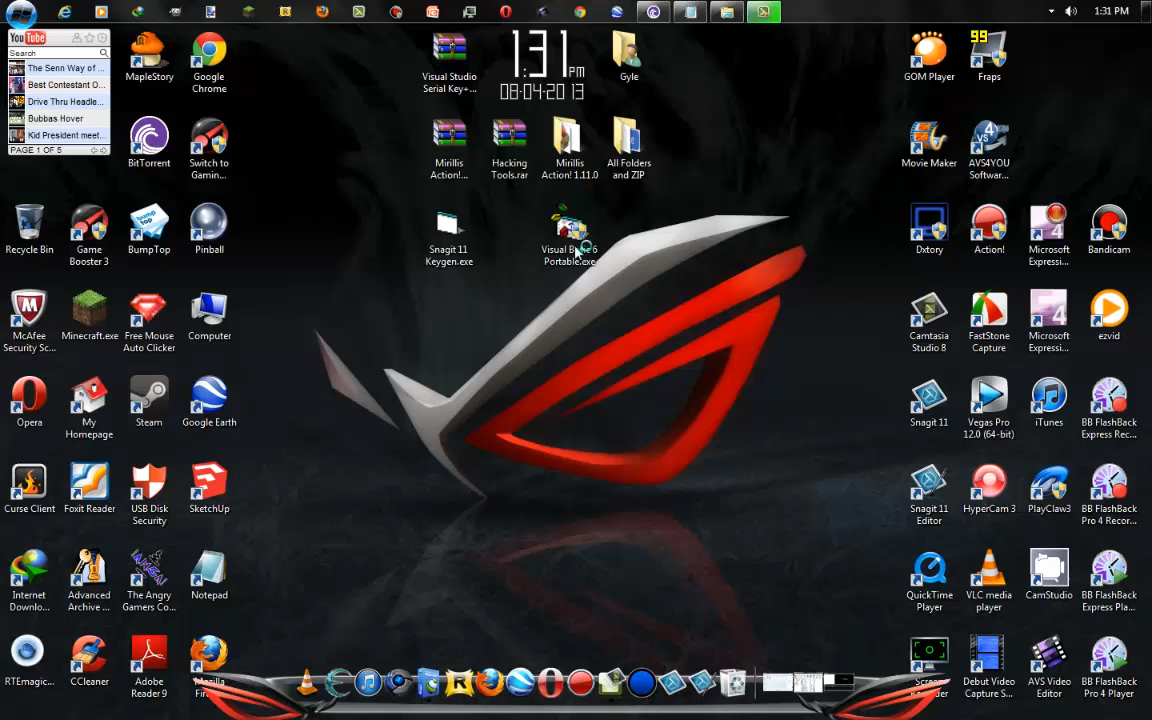 1:31 PM
You Tube
Search
The Senn Way of ...
Best Contestant O...
Drive Thru Headle...
Bubbas Hover
Kid President meet...
PAGE 1 OF 5
MapleStory
Google
Chrome
Visual Studio
Serial Key+...
1:31 PM
08-04-2013
Gyle
GOM Player
99
Fraps
BitTorrent
Switch to
Gamin...
Mirillis
Action!...
Hacking
Tools.rar
Mirillis
Action! 1.11.0
All Folders
and ZIP
Movie Maker
AVS4YOU
Softwar...
Recycle Bin
Game
Booster 3
BumpTop
Pinball
Snagit 11
Keygen.exe
Portable.exe
Dxtory
Action!
Microsoft
Expressi...
Bandicam
McAfee
Security Sc...
Minecraft.exe
Free Mouse
Auto Clicker
Computer
Camtasia
Studio 8
FastStone
Capture
Microsoft
Expressi...
ezvid
Opera
My
Homepage
Steam
Google Earth
Snagit 11
Vegas Pro
12.0 (64-bit)
iTunes
BB FlashBack
Express Rec...
Curse Client
Foxit Reader
USB Disk
Security
SketchUp
Snagit 11
Editor
HyperCam 3
PlayClaw3
BB FlashBack
Pro 4 Recor...
Internet
Downlo...
Advanced
Archive ...
The Angry
Gamers Co...
Notepad
QuickTime
Player
VLC media
player
CamStudio
BB FlashBack
Express Pla...
RTEmagic...
CCleaner
Adobe
Reader 9
Mozilla
Debut Video
Capture S...
AVS Video
Editor
BB FlashBack
Pro 4 Player